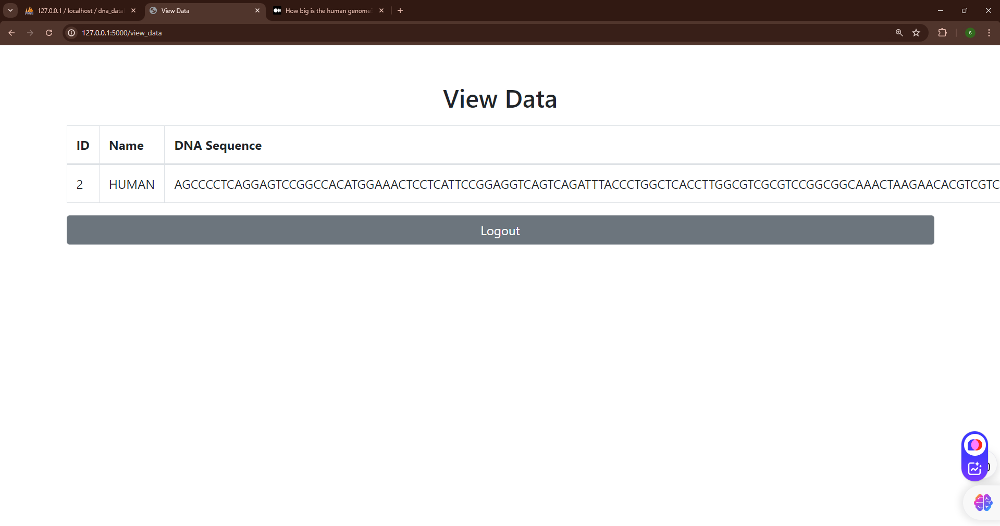 127.0.0.1 / localhost / dna_data
View Data
How big is the human genome
127.0.0.1:5000/view_data
S
View Data
ID Name DNA Sequence
2 HUMAN AGCCCCTCAGGAGTCCGGCCACATGGAAACTCCTCATTCCGGAGGTCAGTCAGATTTACCCTGGCTCACCTTGGCGTCGCGTCCGGCGGCAAACTAAGAACACGTCGTC
Logout